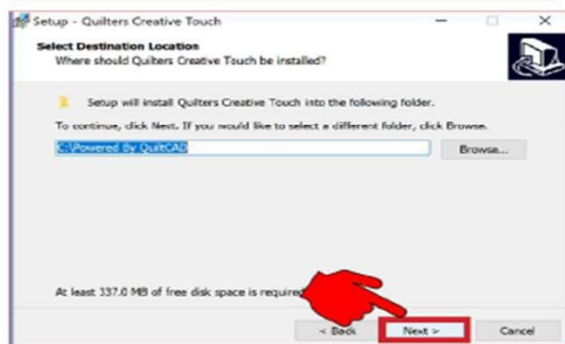 Setup - Quilters Creative Touch
Select Destination Location
Where should Quilters Creative Touch be installed?
Setup will install Quilters Creative Touch into the following folder.
To continue, click Next. If you would like to select a different folder, click Browse.
C:\Powered By QuiltCAD
Browse...
At least 337.0 MB of free disk space is required
< Back
Next >
Cancel